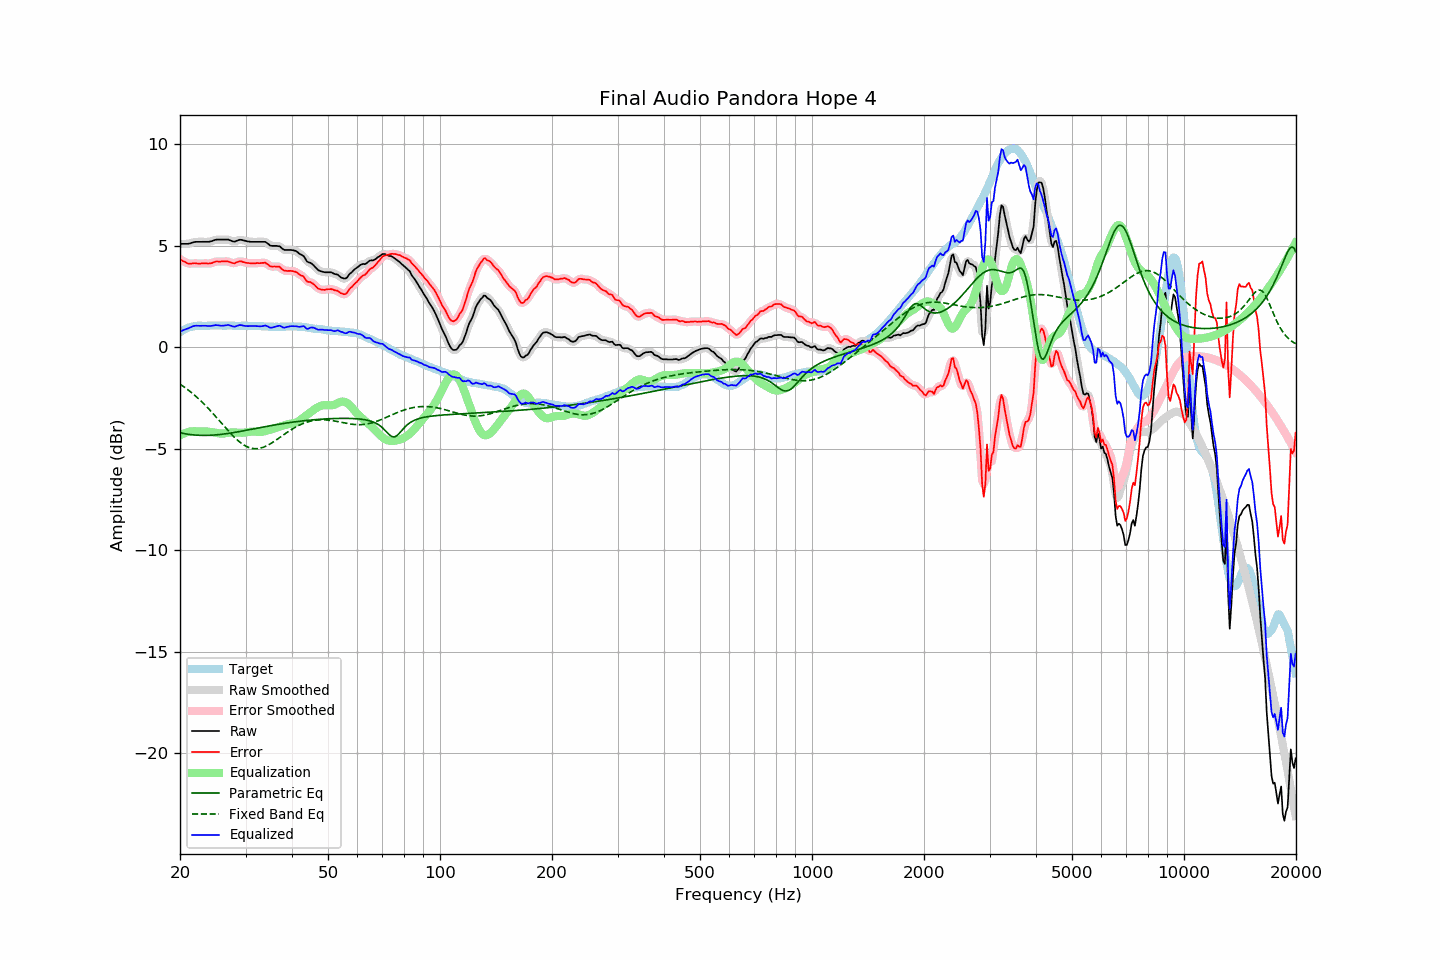 Final Audio Pandora Hope 4
10
5
0
−5
−10
−15
−20
Amplitude (dBr)
Target
Raw Smoothed
Error Smoothed
Raw
Error
Equalization
Parametric Eq
Fixed Band Eq
Equalized
20 50 100 200 500 1000 2000 5000 10000 20000
Frequency (Hz)